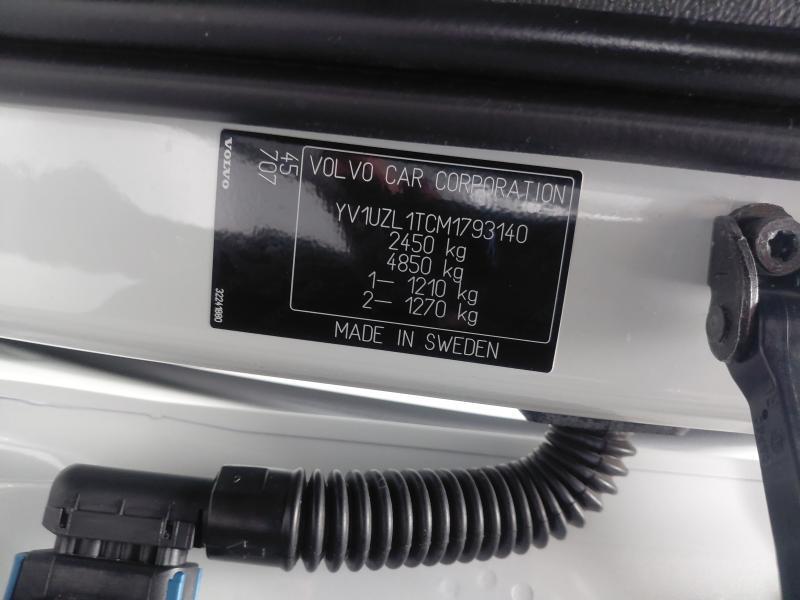 VOLVO
45
707
VOLVO CAR CORPORATION
YV1UZL1TCM1793140
2450 kg
4850 kg
1— 1210 kg
2— 1270 kg
MADE IN SWEDEN
32241880